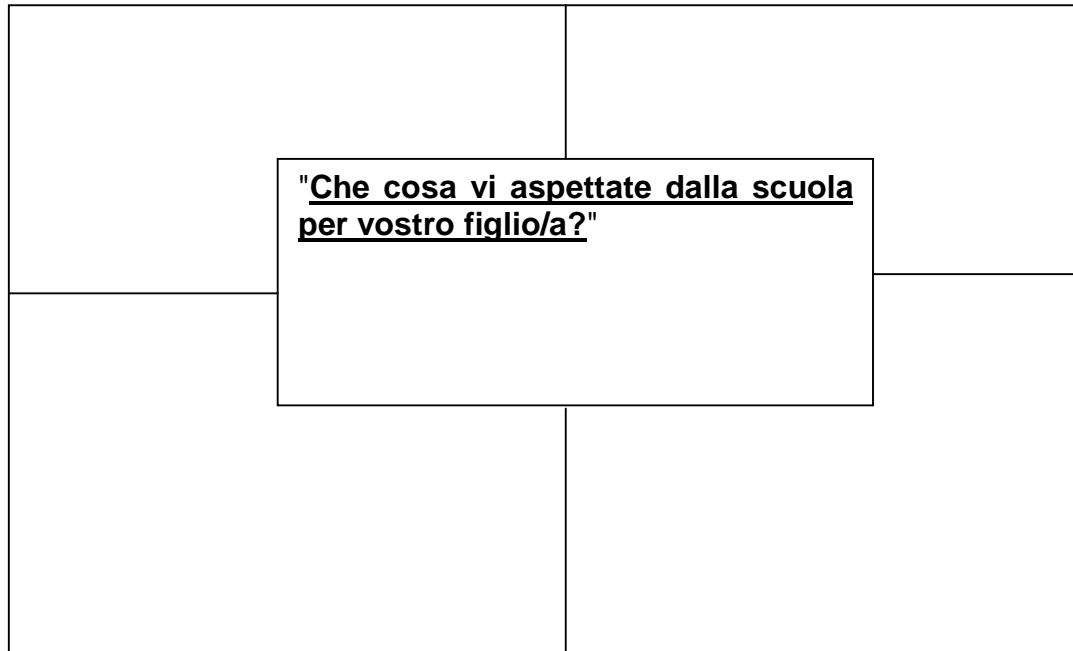 "Che cosa vi aspettate dalla scuola
per vostro figlio/a?"